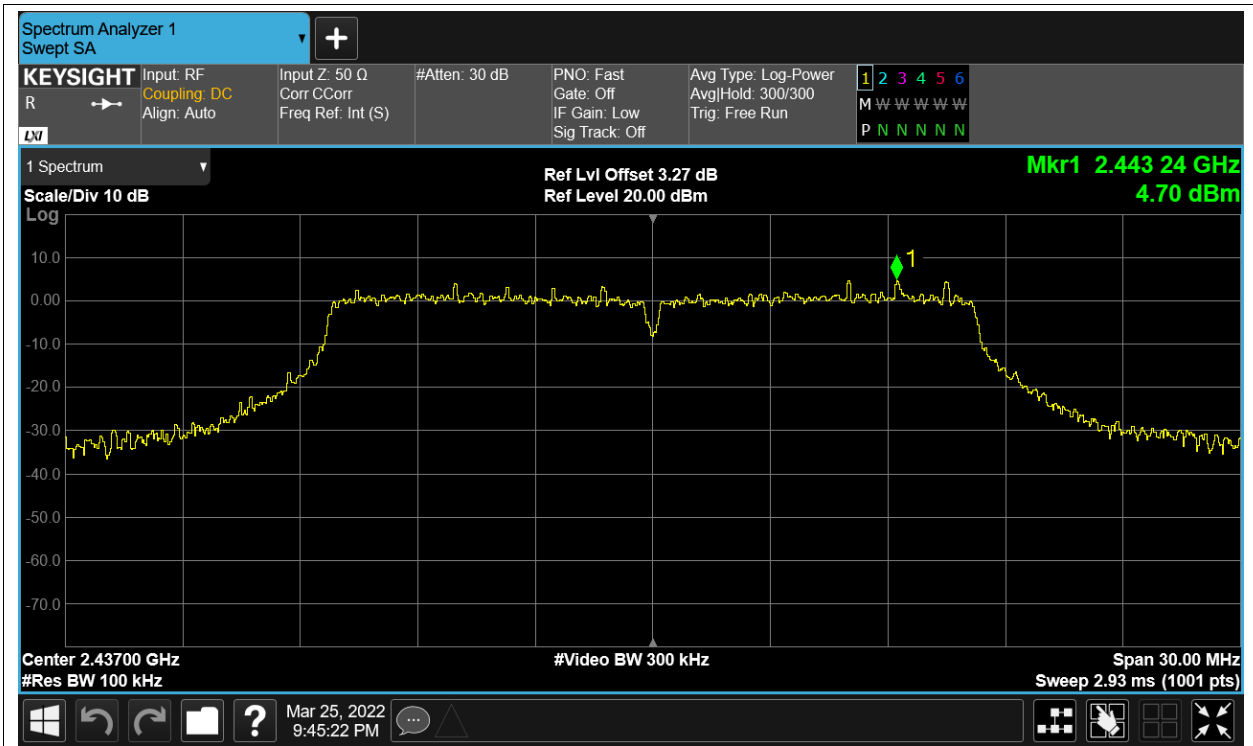 Spectrum Analyzer 1
Swept SA
KEYSIGHT
R
LXI
Input: RF
Coupling: DC
Align: Auto
Input Z: 50 Ω
Corr CCorr
Freq Ref: Int (S)
#Atten: 30 dB
PNO: Fast
Gate: Off
IF Gain: Low
Sig Track: Off
Avg Type: Log-Power
Avg|Hold: 300/300
Trig: Free Run
1 2 3 4 5 6
M W W W W W W
P N N N N N N
1 Spectrum
Scale/Div 10 dB
Ref Lvl Offset 3.27 dB
Ref Level 20.00 dBm
Mkr1 2.443 24 GHz
4.70 dBm
Log
10.0
0.00
-10.0
-20.0
-30.0
-40.0
-50.0
-60.0
-70.0
1
Center 2.43700 GHz
#Res BW 100 kHz
#Video BW 300 kHz
Span 30.00 MHz
Sweep 2.93 ms (1001 pts)
?
Mar 25, 2022
9:45:22 PM